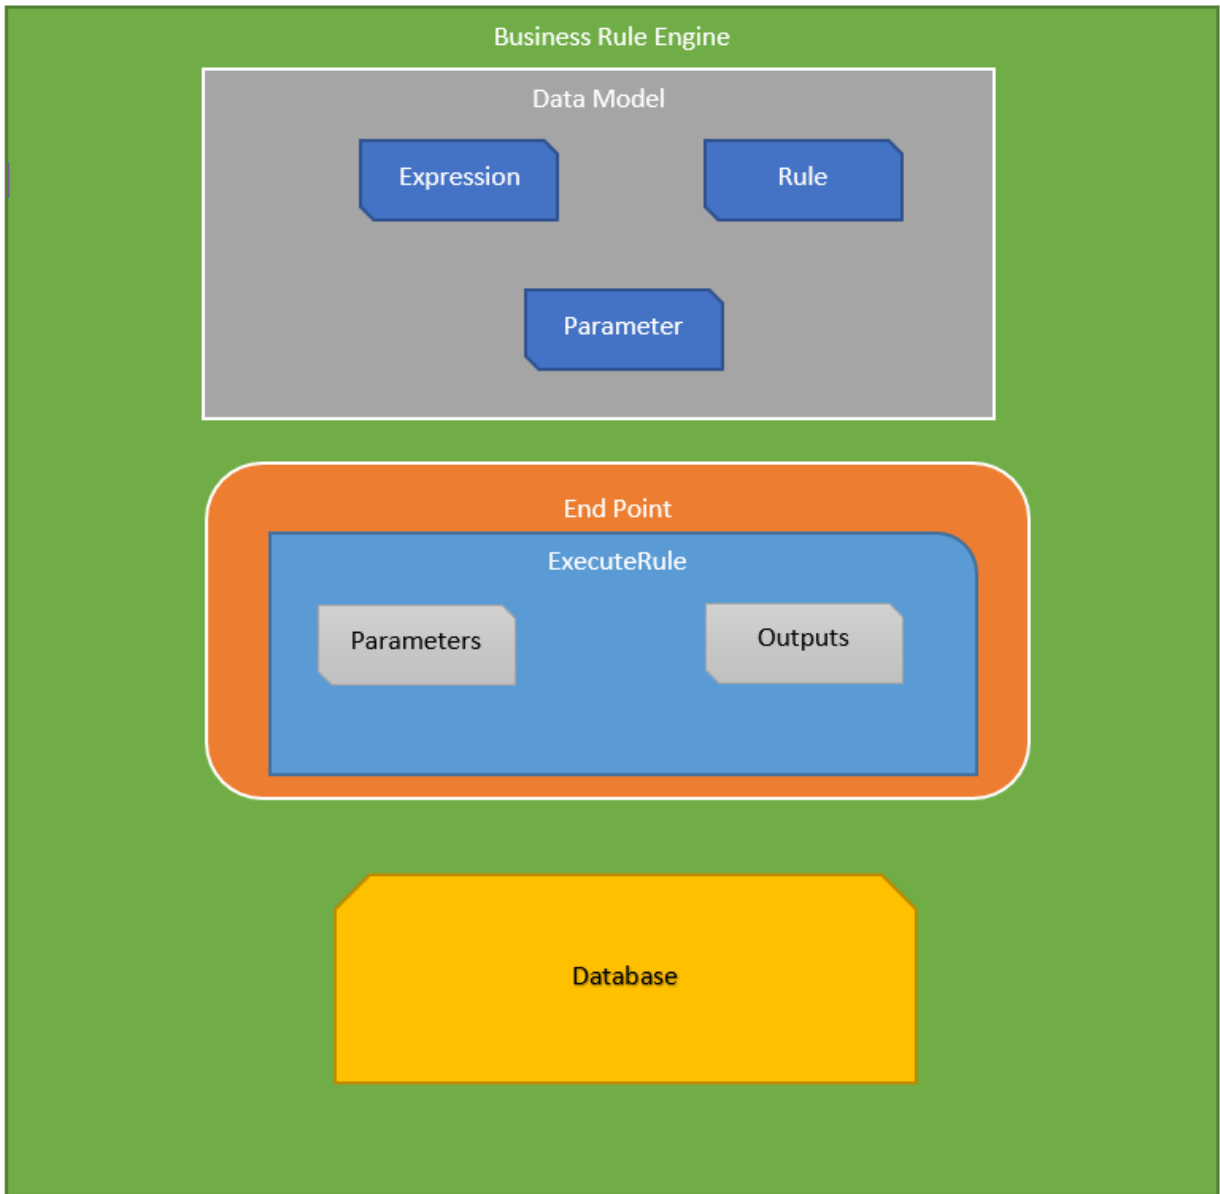 Business Rule Engine
Data Model
Expression
Rule
Parameter
End Point
ExecuteRule
Parameters
Outputs
Database